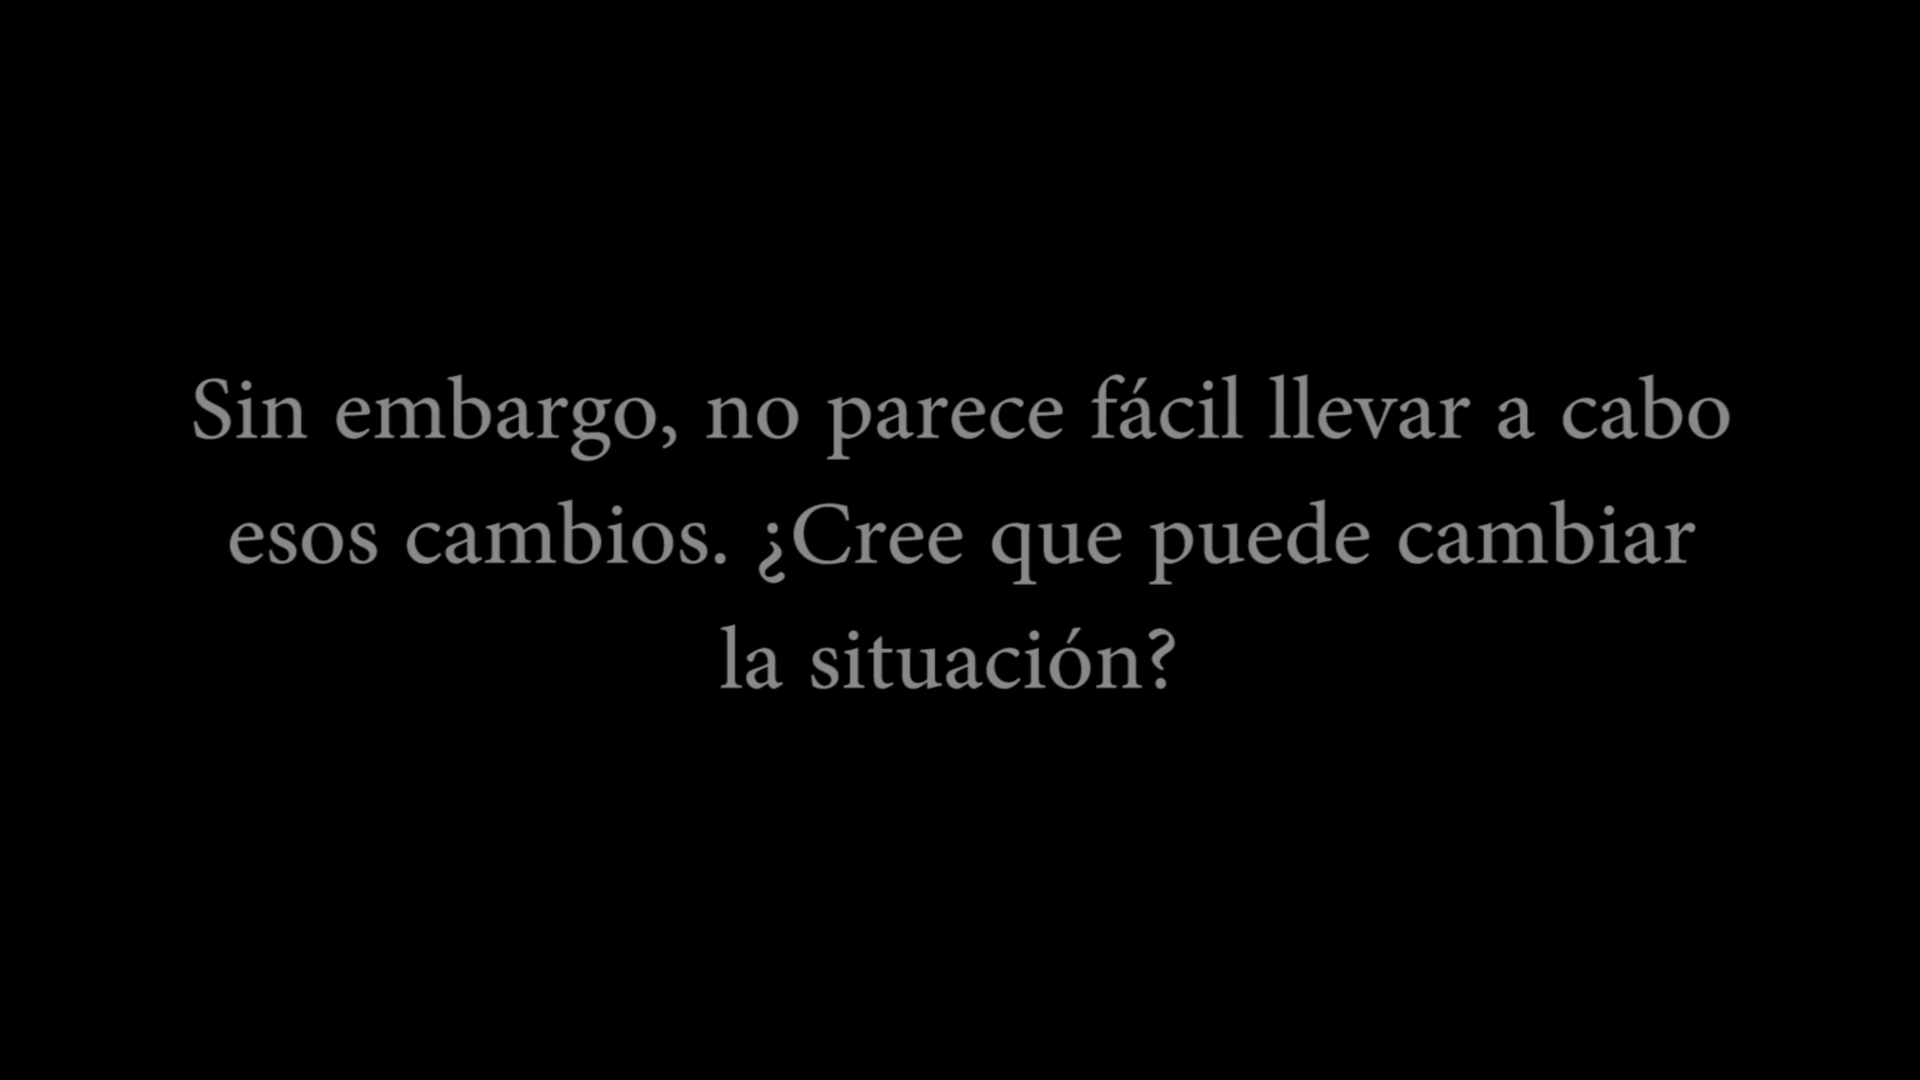 Sin embargo, no parece fácil llevar a cabo
esos cambios. ¿Cree que puede cambiar
la situación?